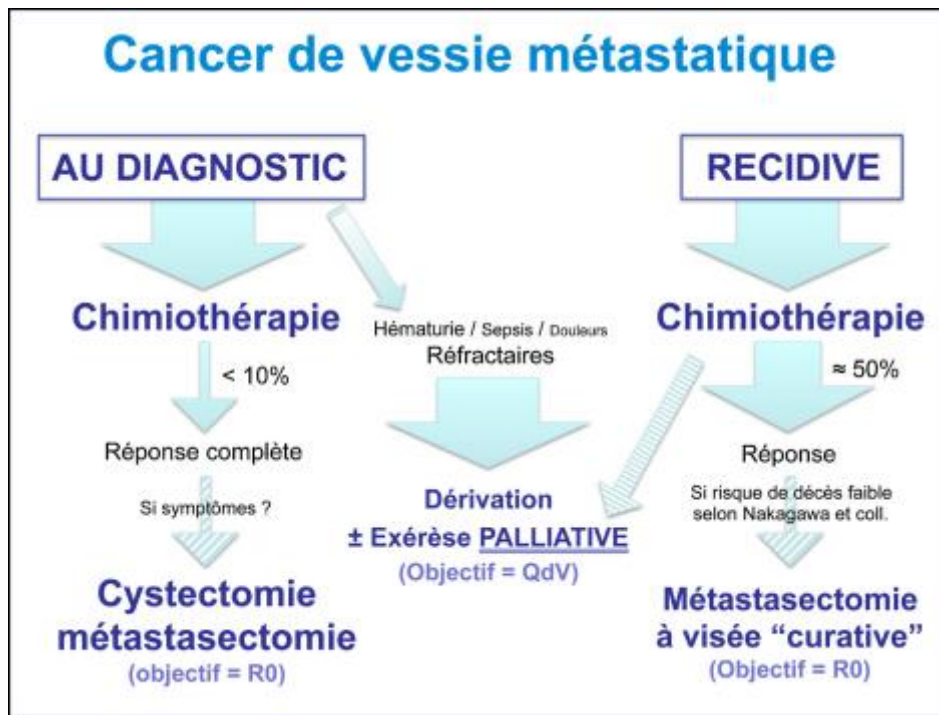 Cancer de vessie métastatique
AU DIAGNOSTIC
Chimiothérapie
< 10%
Réponse complète
Si symptômes ?
Cystectomie
métastasectomie
(objectif = R0)
Hématurie / Sepsis / Douleurs
Réfractaires
Dérivation
± Exérèse PALLIATIVE
(Objectif = QdV)
RECIDIVE
Chimiothérapie
≈ 50%
Réponse
Si risque de décès faible
selon Nakagawa et coll.
Métastasectomie
à visée “curative”
(Objectif = R0)